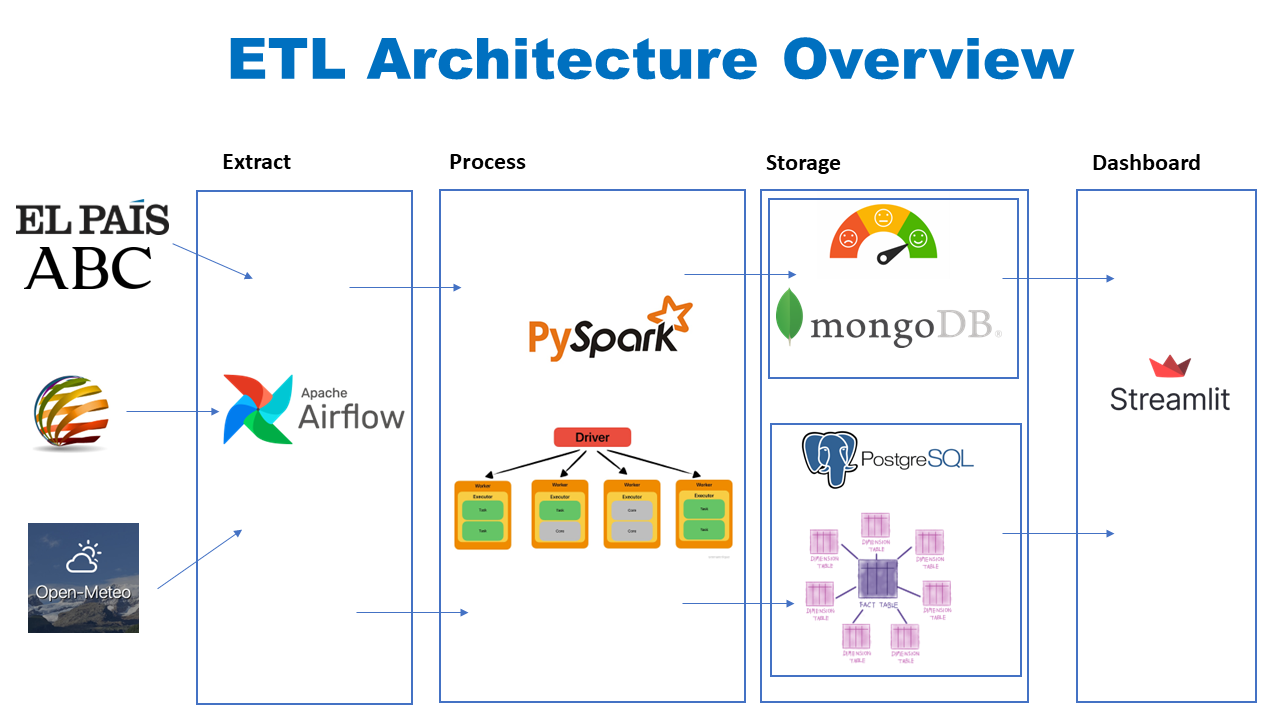 ETL Architecture Overview
Extract
Process
Storage
Dashboard
EL PAÍS
ABC
Open-Meteo
Apache
Airflow
PySpark
Driver
Worker
Executor
Task
Task
Worker
Executor
Task
Core
Worker
Executor
Core
Core
Worker
Executor
Task
Task
mongoDB®
PostgreSQL
DIMENSION
TABLE
DIMENSION
TABLE
DIMENSION
TABLE
DIMENSION
TABLE
FACT TABLE
DIMENSION
TABLE
DIMENSION
TABLE
DIMENSION
TABLE
Streamlit